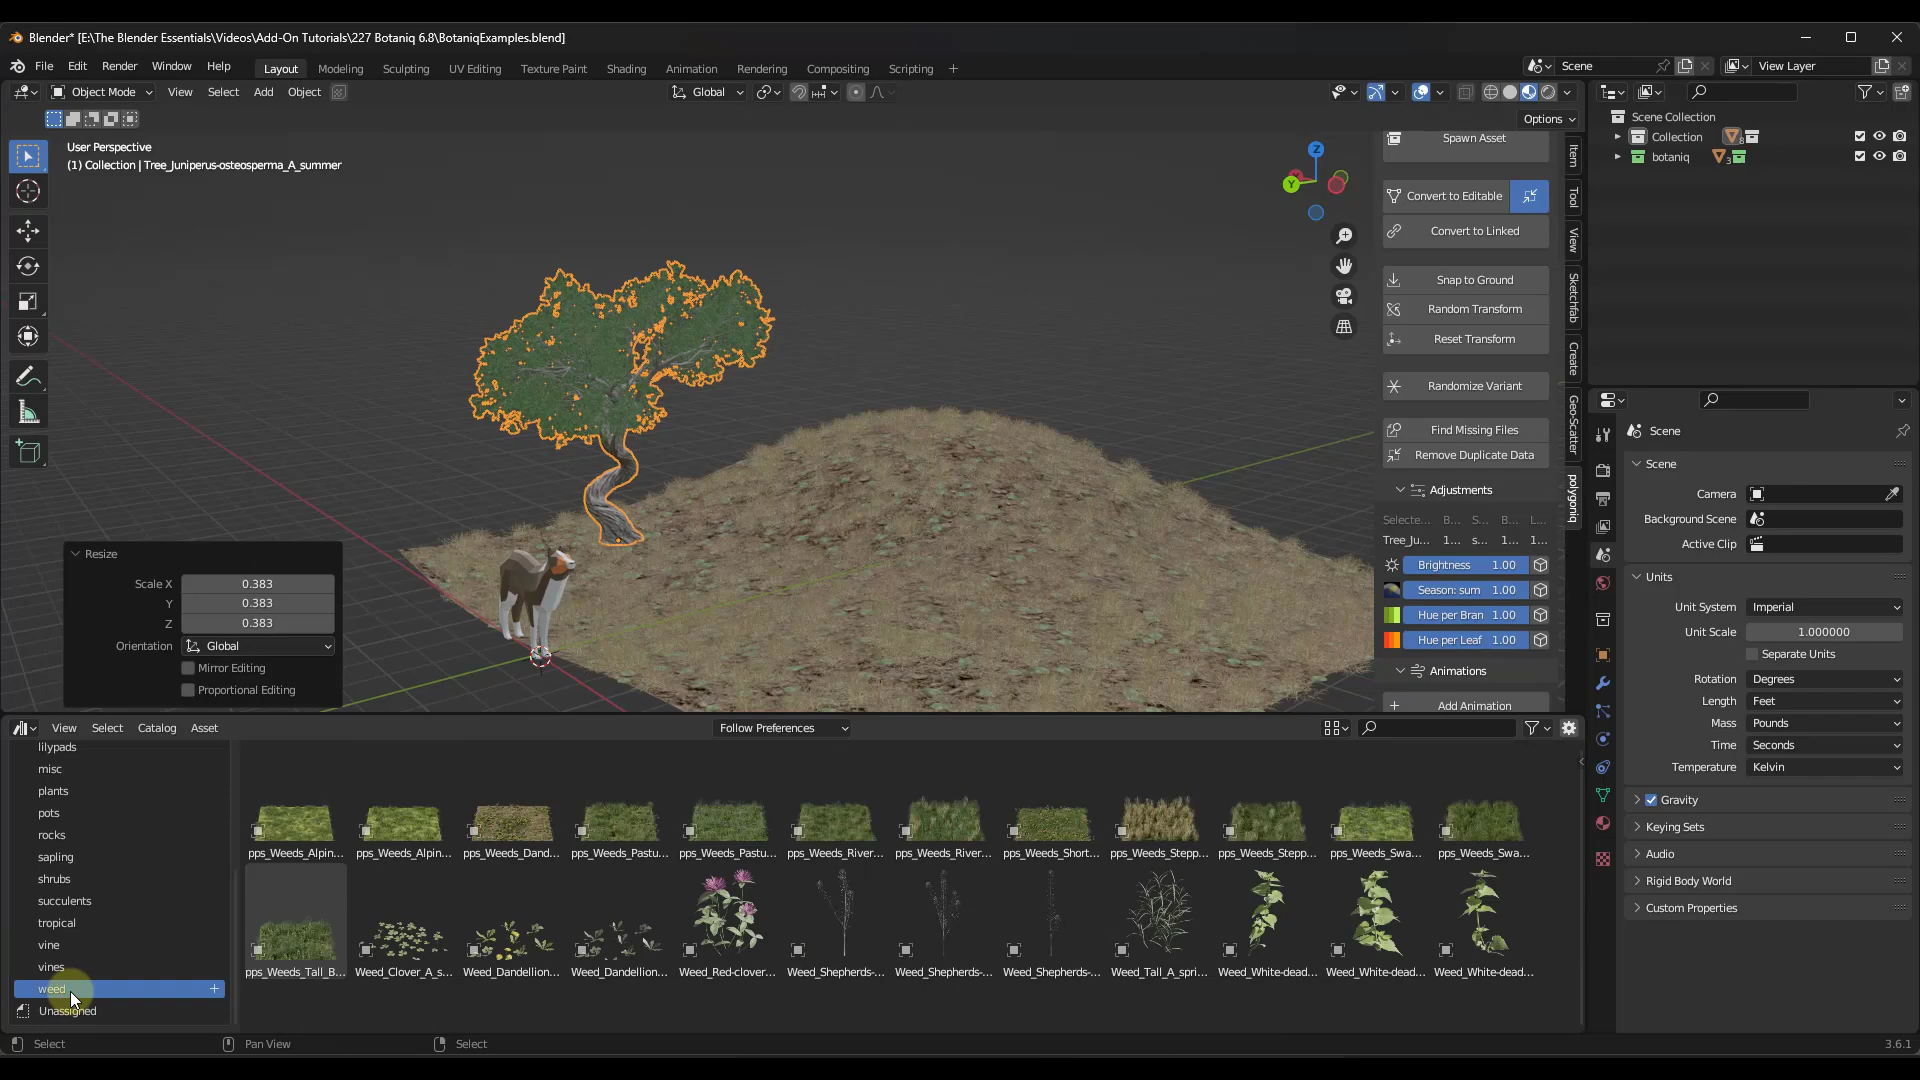 Blender* [E:\The Blender Essentials\Videos\Add-On Tutorials\227 Botaniq 6.8\BotaniqExamples.blend]
File Edit Render Window Help Layout Modeling Sculpting UV Editing Texture Paint Shading Animation Rendering Compositing Scripting + Scene View Layer
Object Mode View Select Add Object Global
Options
User Perspective
(1) Collection | Tree_Juniperus-osteosperma_A_summer
Z
Y
Spawn Asset
Convert to Editable
Convert to Linked
Snap to Ground
Random Transform
Reset Transform
Randomize Variant
Find Missing Files
Remove Duplicate Data
Adjustments
Selecte... B... S... B... L...
Tree_Ju... 1... s... 1... 1...
Brightness 1.00
Season: sum 1.00
Hue per Bran 1.00
Hue per Leaf 1.00
Animations
Add Animation
Item
Tool
View
Sketchfab
Create
Geo-Scatter
polygoniq
Resize
Scale X 0.383
Y 0.383
Z 0.383
Orientation Global
Mirror Editing
Proportional Editing
Scene Collection
Collection 8
botaniq 3
Scene
Scene
Camera
Background Scene
Active Clip
Units
Unit System Imperial
Unit Scale 1.000000
Separate Units
Rotation Degrees
Length Feet
Mass Pounds
Time Seconds
Temperature Kelvin
Gravity
Keying Sets
Audio
Rigid Body World
Custom Properties
View Select Catalog Asset Follow Preferences
lilypads
misc
plants
pots
rocks
sapling
shrubs
succulents
tropical
vine
vines
weed +
Unassigned
pps_Weeds_Alpin... pps_Weeds_Alpin... pps_Weeds_Dand... pps_Weeds_Pastu... pps_Weeds_Pastu... pps_Weeds_River... pps_Weeds_River... pps_Weeds_Short... pps_Weeds_Stepp... pps_Weeds_Stepp... pps_Weeds_Swa... pps_Weeds_Swa...
pps_Weeds_Tall_B... Weed_Clover_A_s... Weed_Dandellion... Weed_Dandellion... Weed_Red-clover... Weed_Shepherds-... Weed_Shepherds-... Weed_Shepherds-... Weed_Tall_A_spri... Weed_White-dead... Weed_White-dead... Weed_White-dead...
Select Pan View Select 3.6.1